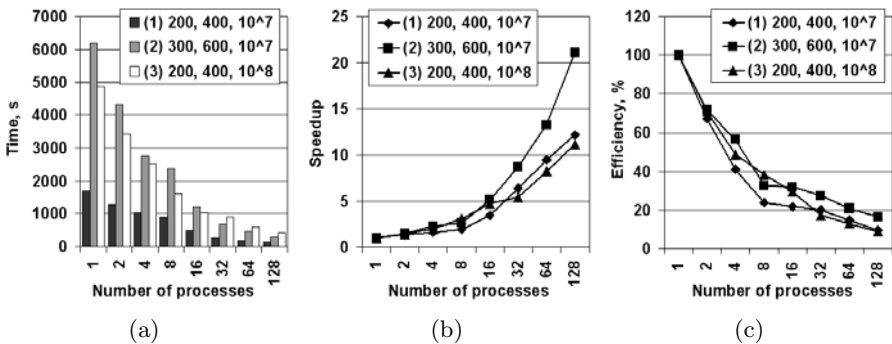 7000
6000
5000
4000
3000
2000
1000
0
Time, s
(1) 200, 400, 10^7
(2) 300, 600, 10^7
(3) 200, 400, 10^8
1 2 4 8 16 32 64 128
Number of processes
(a)
25
20
15
10
5
0
Speedup
(1) 200, 400, 10^7
(2) 300, 600, 10^7
(3) 200, 400, 10^8
1 2 4 8 16 32 64 128
Number of processes
(b)
120
100
80
60
40
20
0
Efficiency, %
(1) 200, 400, 10^7
(2) 300, 600, 10^7
(3) 200, 400, 10^8
1 2 4 8 16 32 64 128
Number of processes
(c)